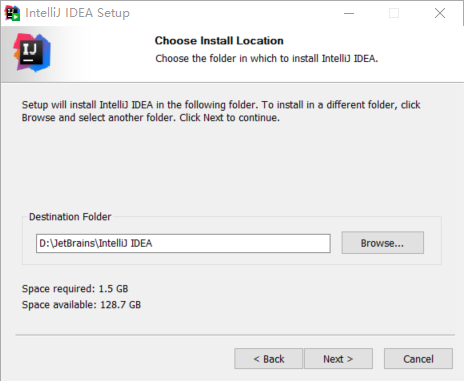 IntelliJ IDEA Setup
IJ
Choose Install Location
Choose the folder in which to install IntelliJ IDEA.
Setup will install IntelliJ IDEA in the following folder. To install in a different folder, click
Browse and select another folder. Click Next to continue.
Destination Folder
D:\JetBrains\IntelliJ IDEA
Browse...
Space required: 1.5 GB
Space available: 128.7 GB
< Back
Next >
Cancel